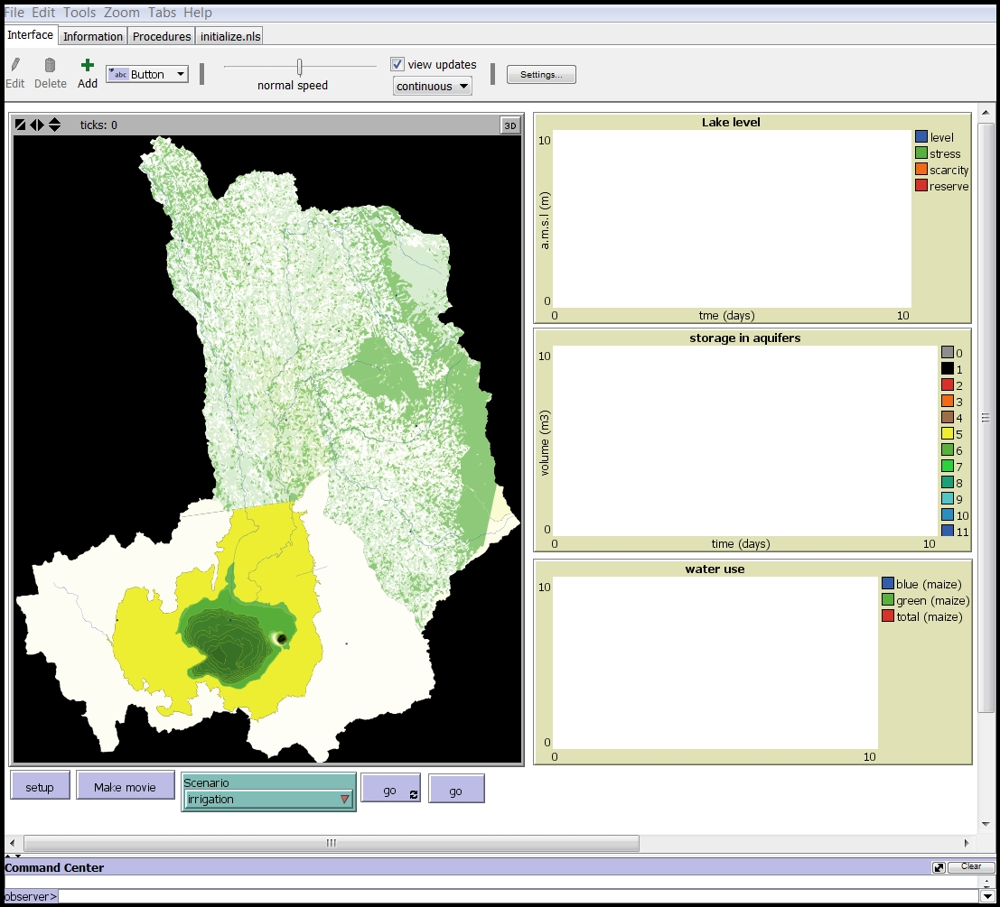 File Edit Tools Zoom Tabs Help
Interface Information Procedures initialize.nls
Edit Delete Add abc Button normal speed view updates continuous Settings...
ticks: 0 3D
Lake level
10
a.m.s.l (m)
0
0 tme (days) 10
level
stress
scarcity
reserve
storage in aquifers
10
volume (m3)
0
0 time (days) 10
0
1
2
3
4
5
6
7
8
9
10
11
water use
10
0
0 10
blue (maize)
green (maize)
total (maize)
setup Make movie Scenario
irrigation
go go
Command Center Clear
observer>